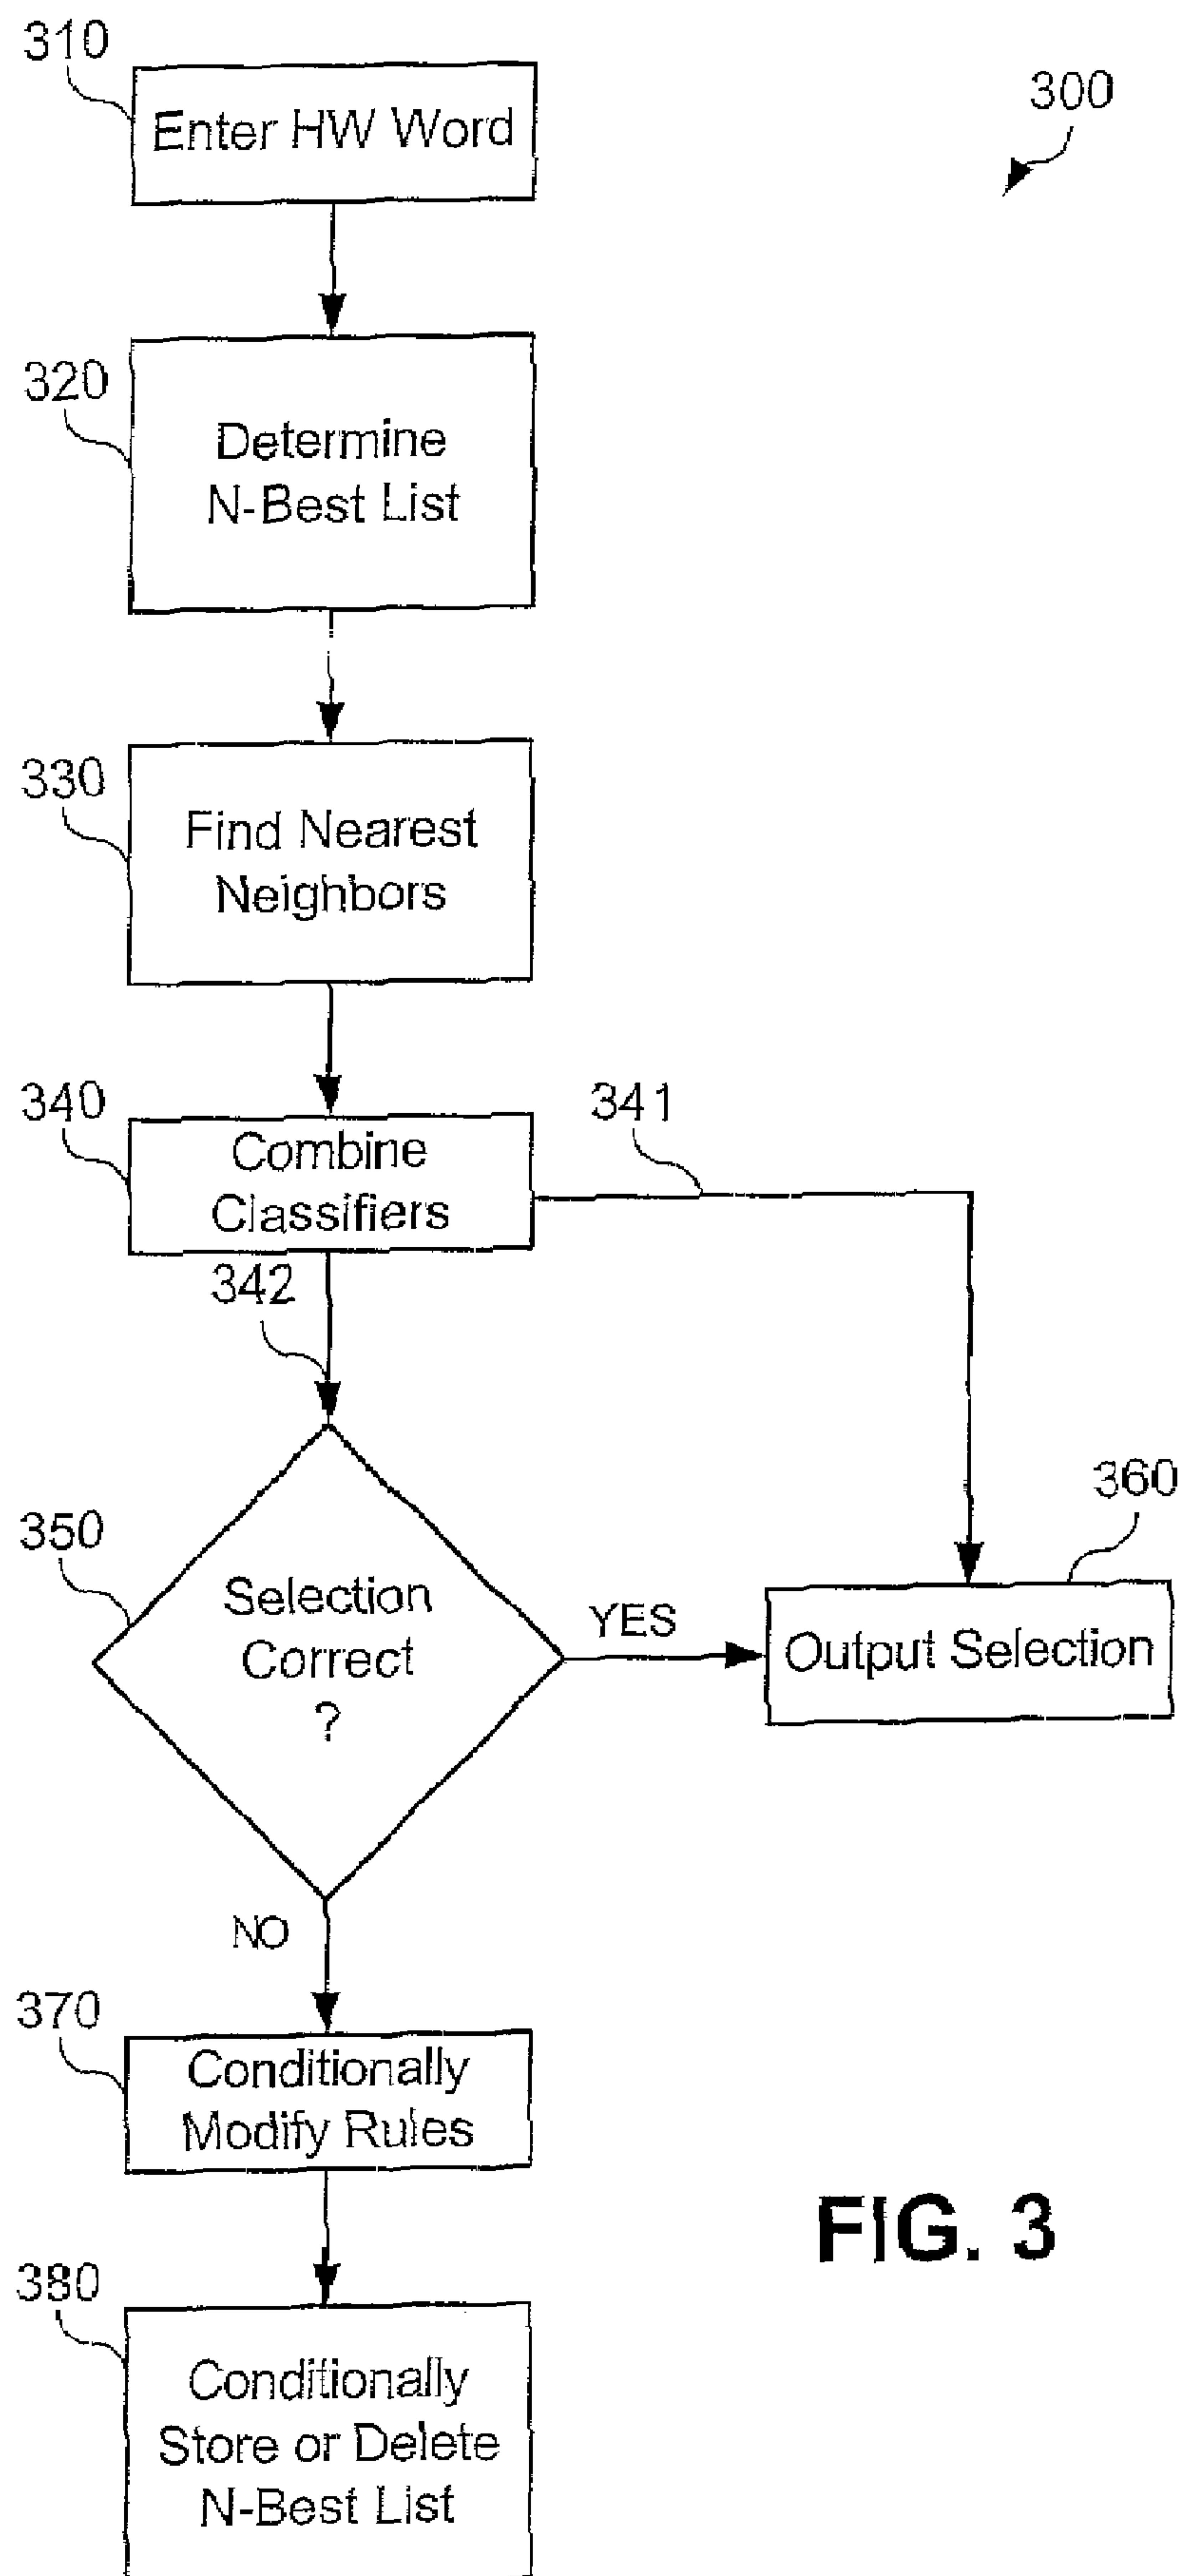 310
Enter HW Word
300
320
Determine
N-Best List
330
Find Nearest
Neighbors
340
Combine
Classifiers
341
342
350
Selection
Correct
?
YES
360
Output Selection
NO
370
Conditionally
Modify Rules
FIG. 3
380
Conditionally
Store or Delete
N-Best List